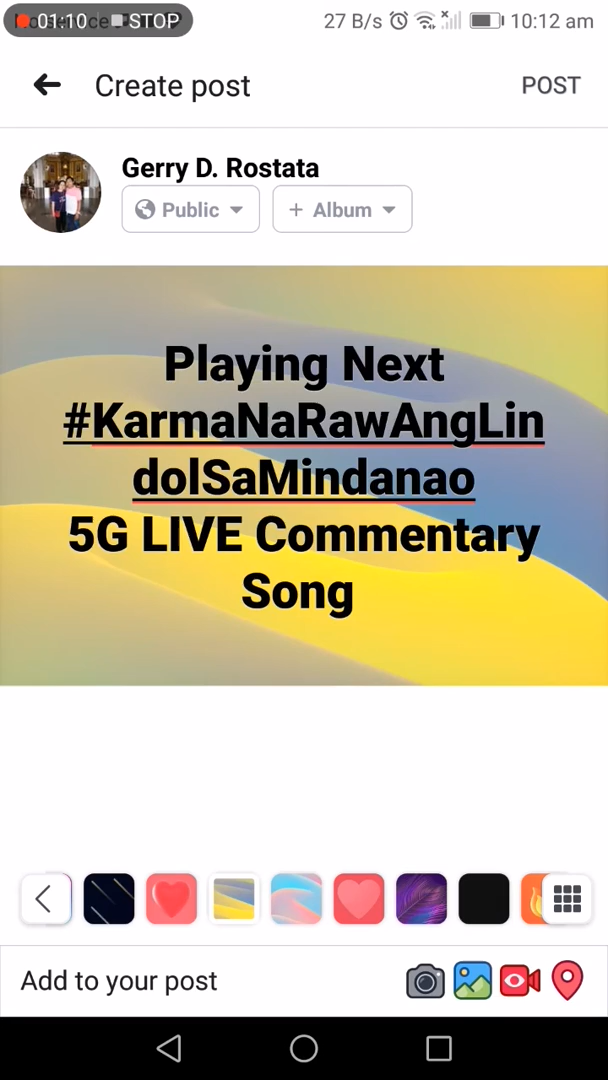 01:10 STOP 27 B/s 10:12 am
Create post POST
Gerry D. Rostata
Public + Album
Playing Next
#KarmaNaRawAngLin
dolSaMindanao
5G LIVE Commentary
Song
Add to your post